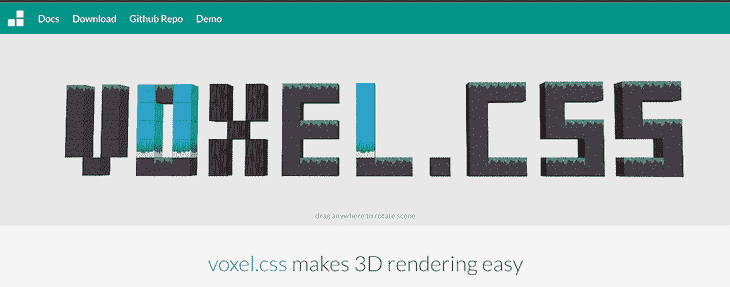 Docs Download Github Repo Demo
VOXEL.CSS
drag anywhere to rotate scene
voxel.css makes 3D rendering easy